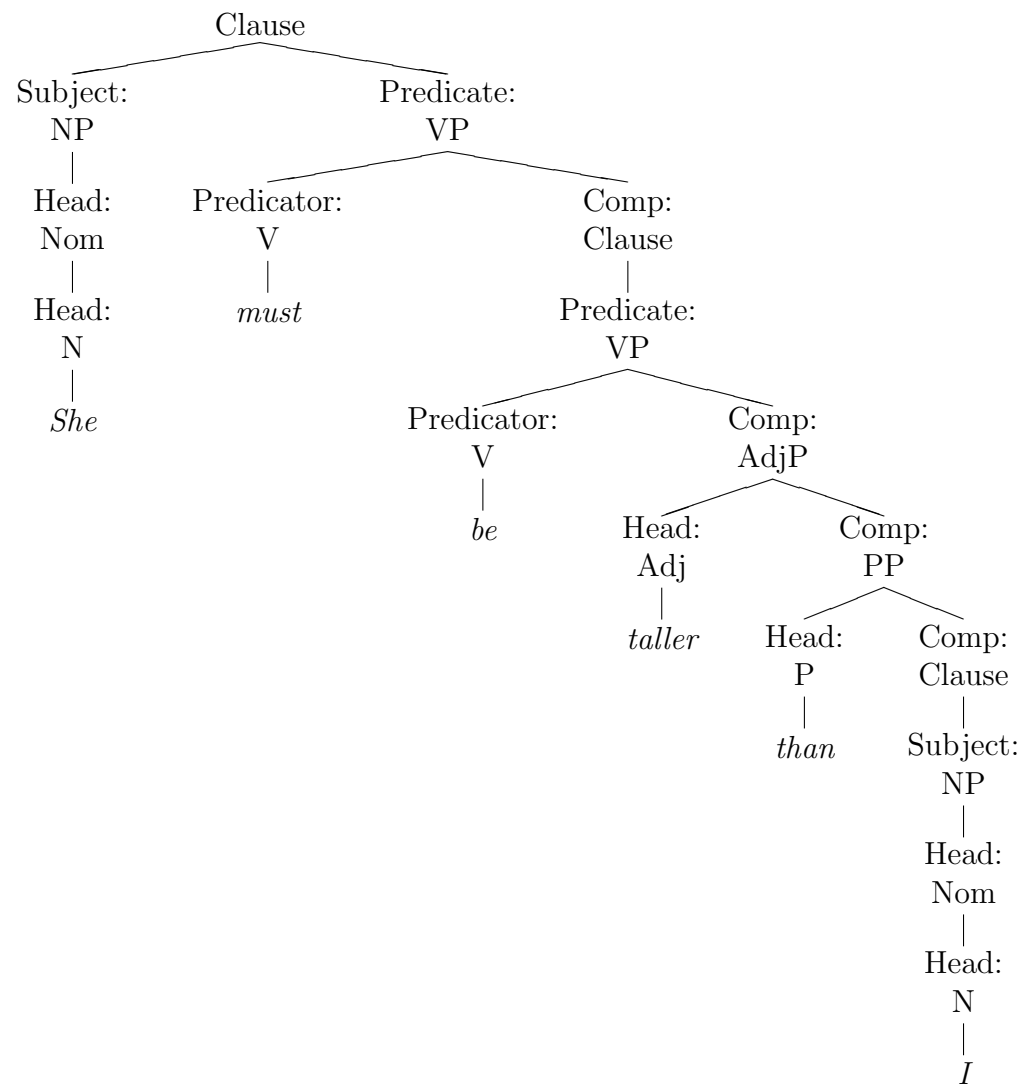 Clause
Subject: Predicate:
NP VP
Head: Predicator: Comp:
Nom V Clause
Head: must Predicate:
N VP
She Predicator: Comp:
V AdjP
be Head: Comp:
Adj PP
taller Head: Comp:
P Clause
than Subject:
NP
Head:
Nom
Head:
N
I